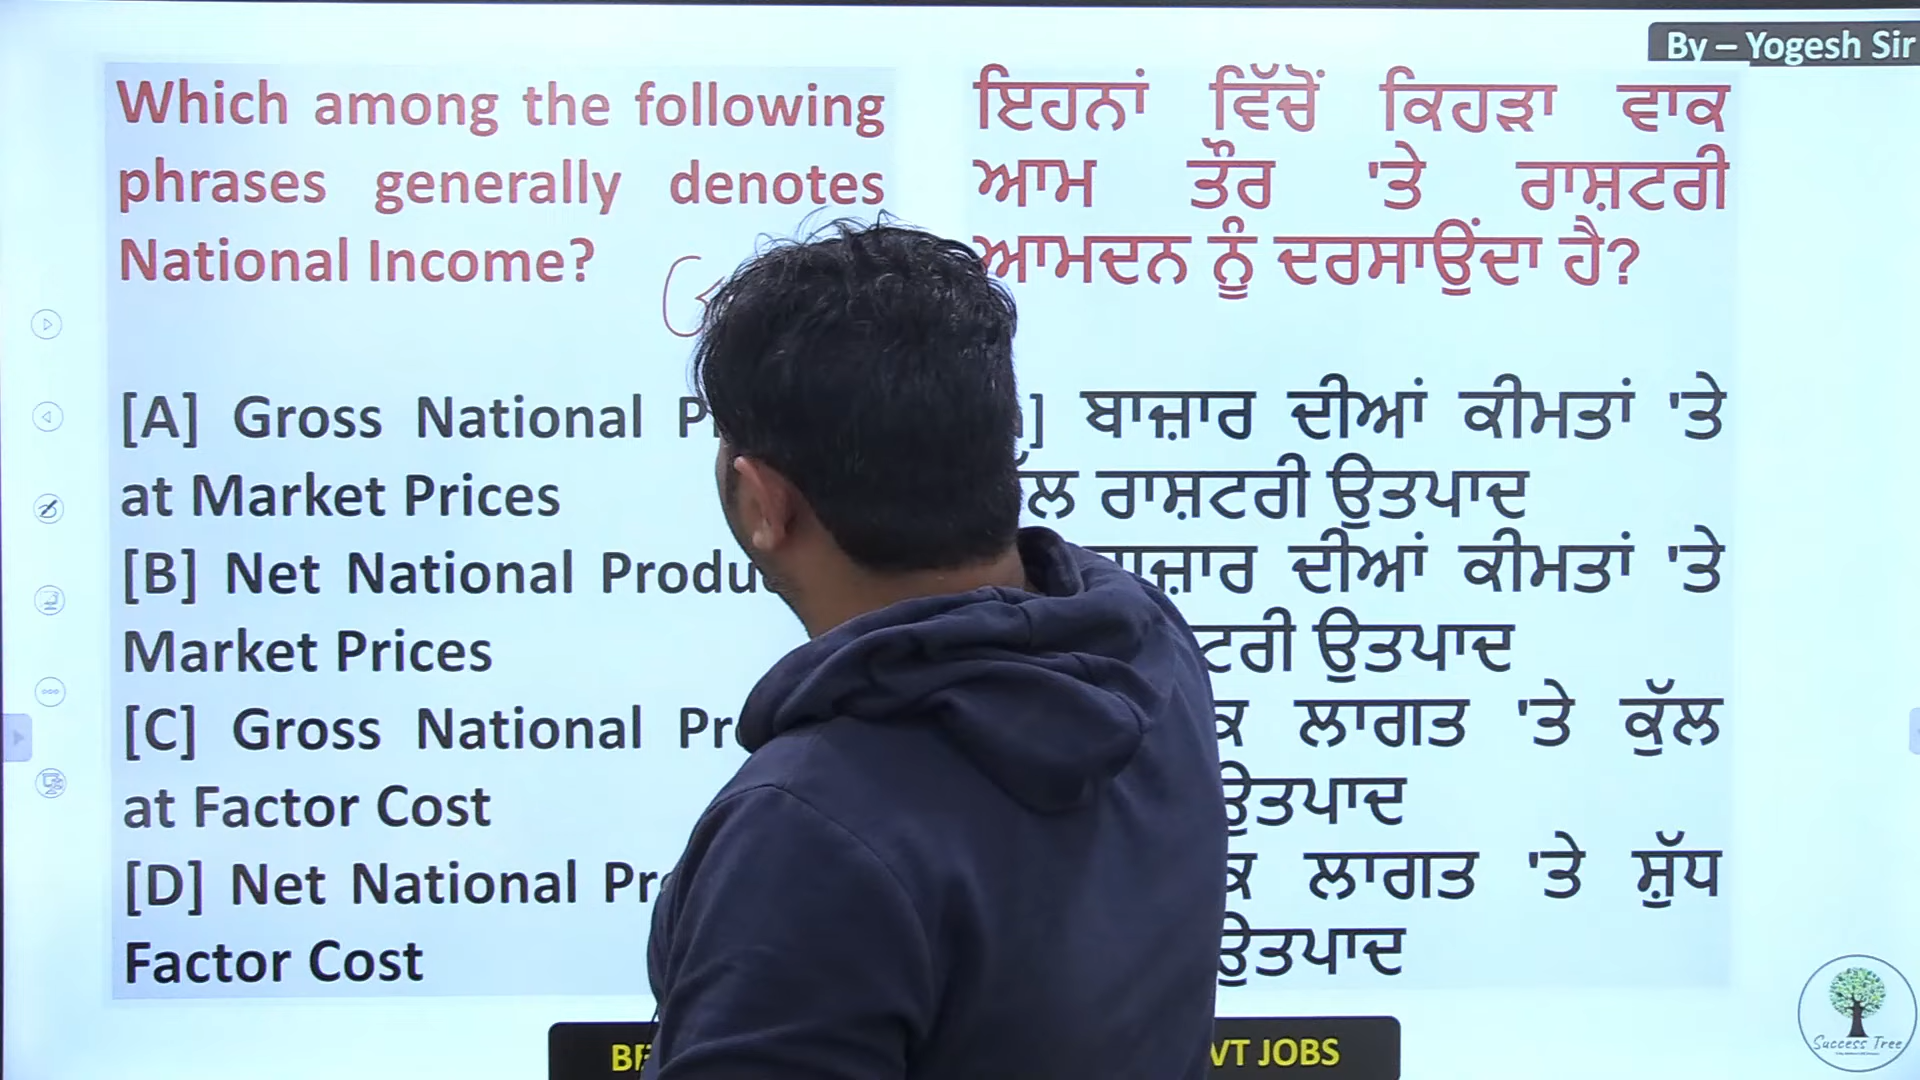 By – Yogesh Sir
Which among the following
phrases generally denotes
National Income?
ਇਹਨਾਂ ਵਿੱਚੋਂ ਕਿਹੜਾ ਵਾਕ
ਆਮ ਤੌਰ 'ਤੇ ਰਾਸ਼ਟਰੀ
ਆਮਦਨ ਨੂੰ ਦਰਸਾਉਂਦਾ ਹੈ?
[A] Gross National
at Market Prices
[B] Net National
Market Prices
[C] Gross National
at Factor Cost
[D] Net National
Factor Cost
ਬਾਜ਼ਾਰ ਦੀਆਂ ਕੀਮਤਾਂ 'ਤੇ
ਰਾਸ਼ਟਰੀ ਉਤਪਾਦ
ਦੀਆਂ ਕੀਮਤਾਂ 'ਤੇ
ਉਤਪਾਦ
ਲਾਗਤ 'ਤੇ ਕੁੱਲ
ਉਤਪਾਦ
ਲਾਗਤ 'ਤੇ ਸ਼ੁੱਧ
ਉਤਪਾਦ
JOBS
Success Tree